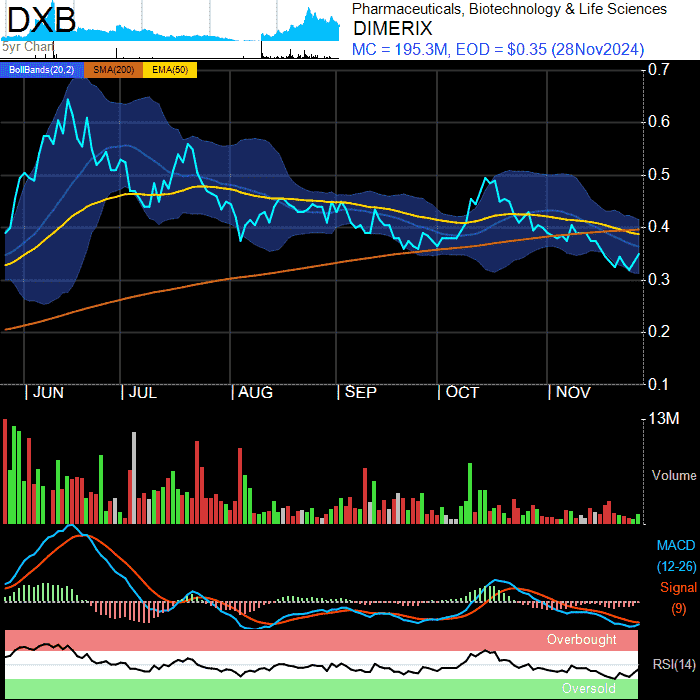 DXB
5yr Chart
Pharmaceuticals, Biotechnology & Life Sciences
DIMERIX
MC = 195.3M, EOD = $0.35 (28Nov2024)
BollBands(20,2) SMA(200) EMA(50)
0.7
0.6
0.5
0.4
0.3
0.2
0.1
JUN JUL AUG SEP OCT NOV
13M
Volume
MACD
(12-26)
Signal
(9)
Overbought
RSI(14)
Oversold